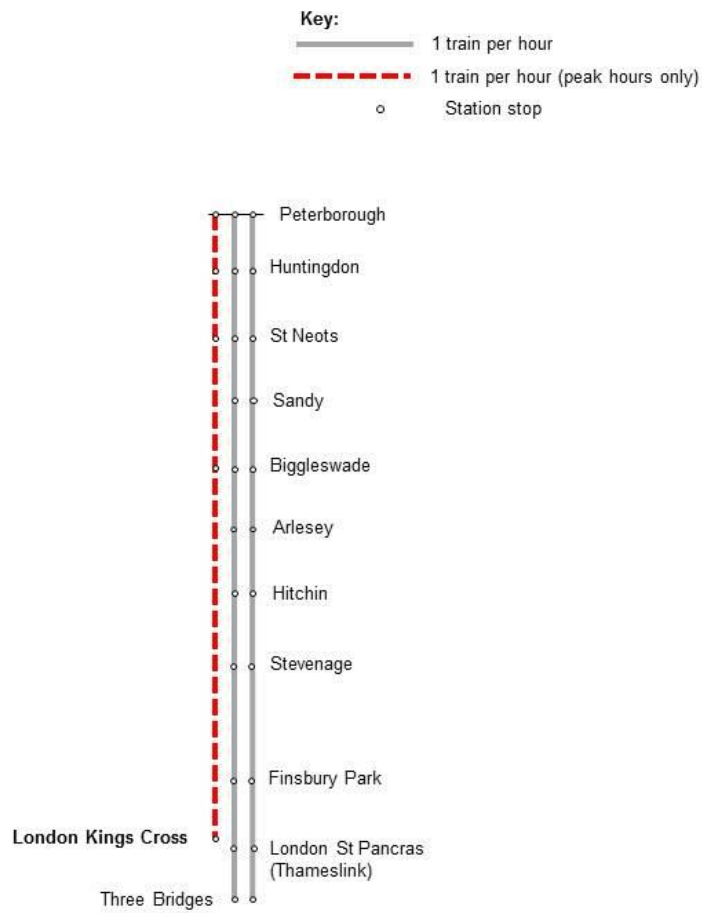 Key:
1 train per hour
1 train per hour (peak hours only)
Station stop
Peterborough
Huntingdon
St Neots
Sandy
Biggleswade
Arlesey
Hitchin
Stevenage
Finsbury Park
London Kings Cross
London St Pancras
(Thameslink)
Three Bridges